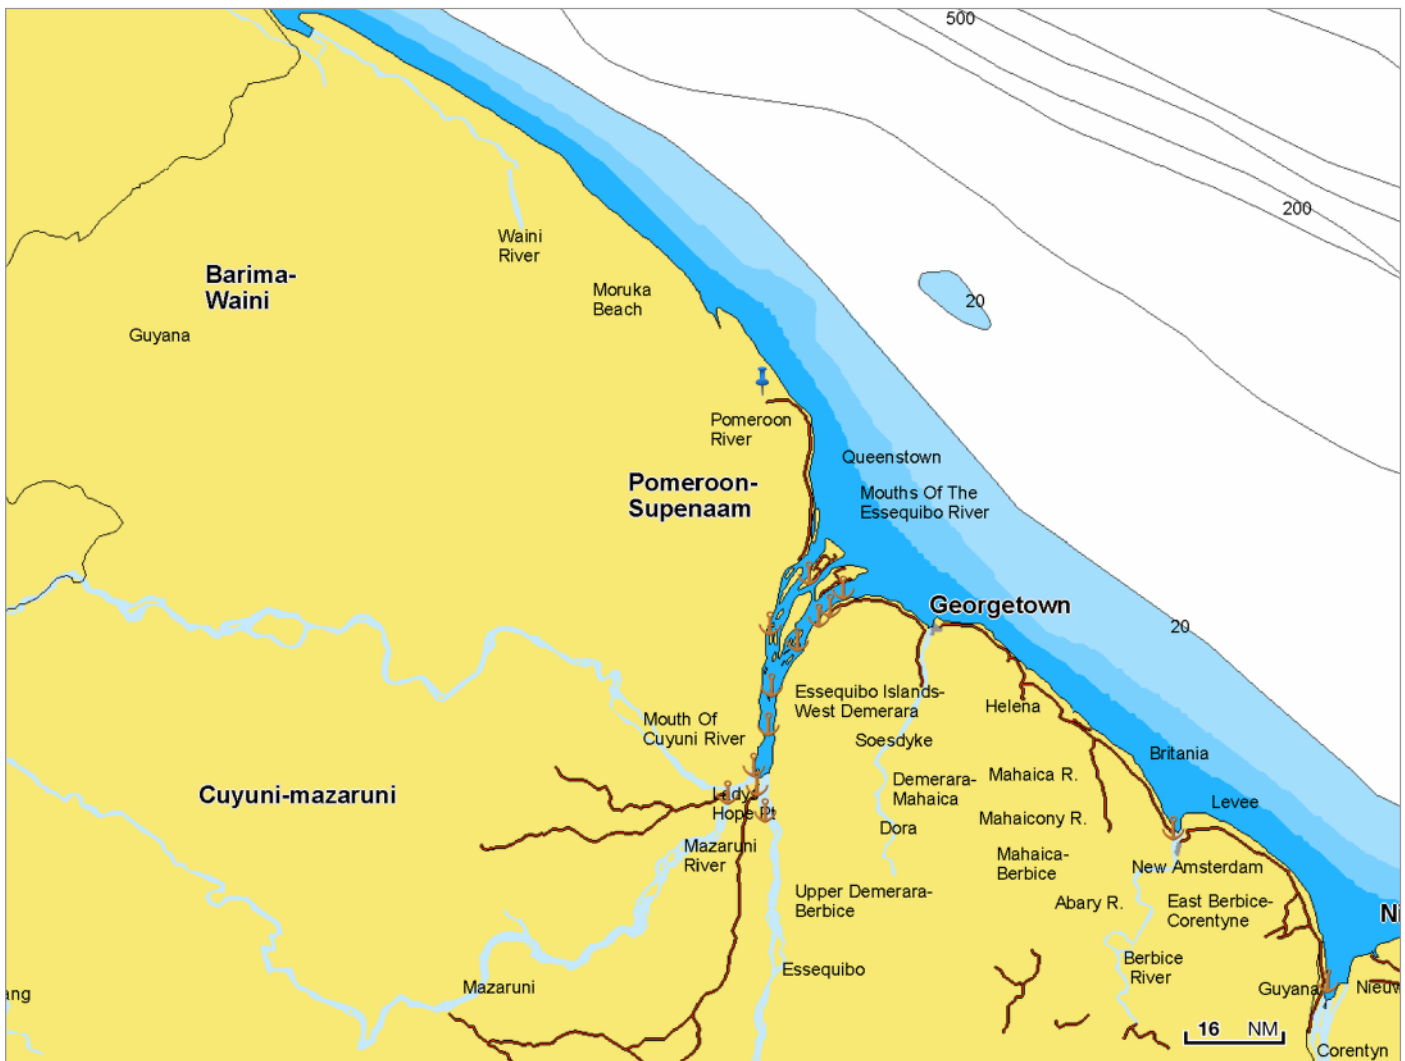 500
200
Waini
River
Barima-
Waini
Moruka
Beach
20
Guyana
Pomeroon
River
Queenstown
Pomeroon-
Supenaam
Mouths Of The
Essequibo River
Georgetown
20
Essequibo Islands-
West Demerara
Helena
Mouth Of
Cuyuni River
Soesdyke
Britania
Demerara-
Mahaica
Mahaica R.
Cuyuni-mazaruni
Ladys
Hope Pt
Levee
Mahaicony R.
Dora
Mazaruni
River
Mahaica-
Berbice
New Amsterdam
Upper Demerara-
Berbice
Abary R.
East Berbice-
Corentyne
Ni
Berbice
River
Essequibo
Mazaruni
Guyana
Nieuw
ang
16 NM
Corentyn